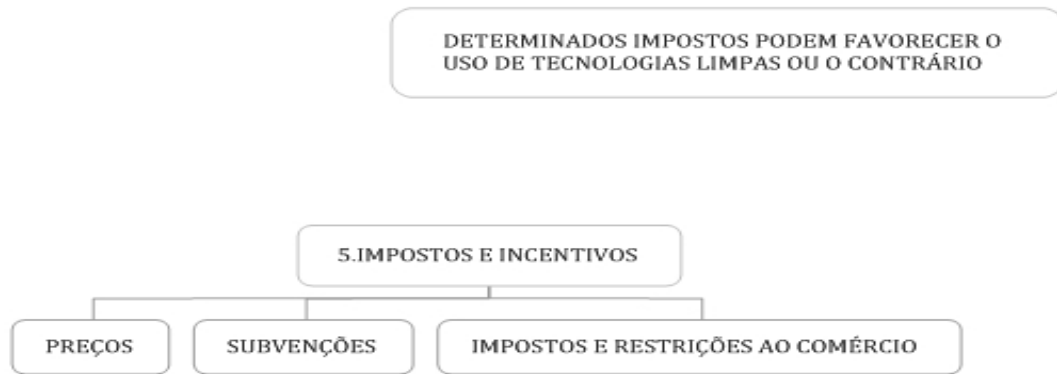 DETERMINADOS IMPOSTOS PODEM FAVORECER O
USO DE TECNOLOGIAS LIMPAS OU O CONTRÁRIO
5.IMPOSTOS E INCENTIVOS
PREÇOS
SUBVENÇÕES
IMPOSTOS E RESTRIÇÕES AO COMÉRCIO